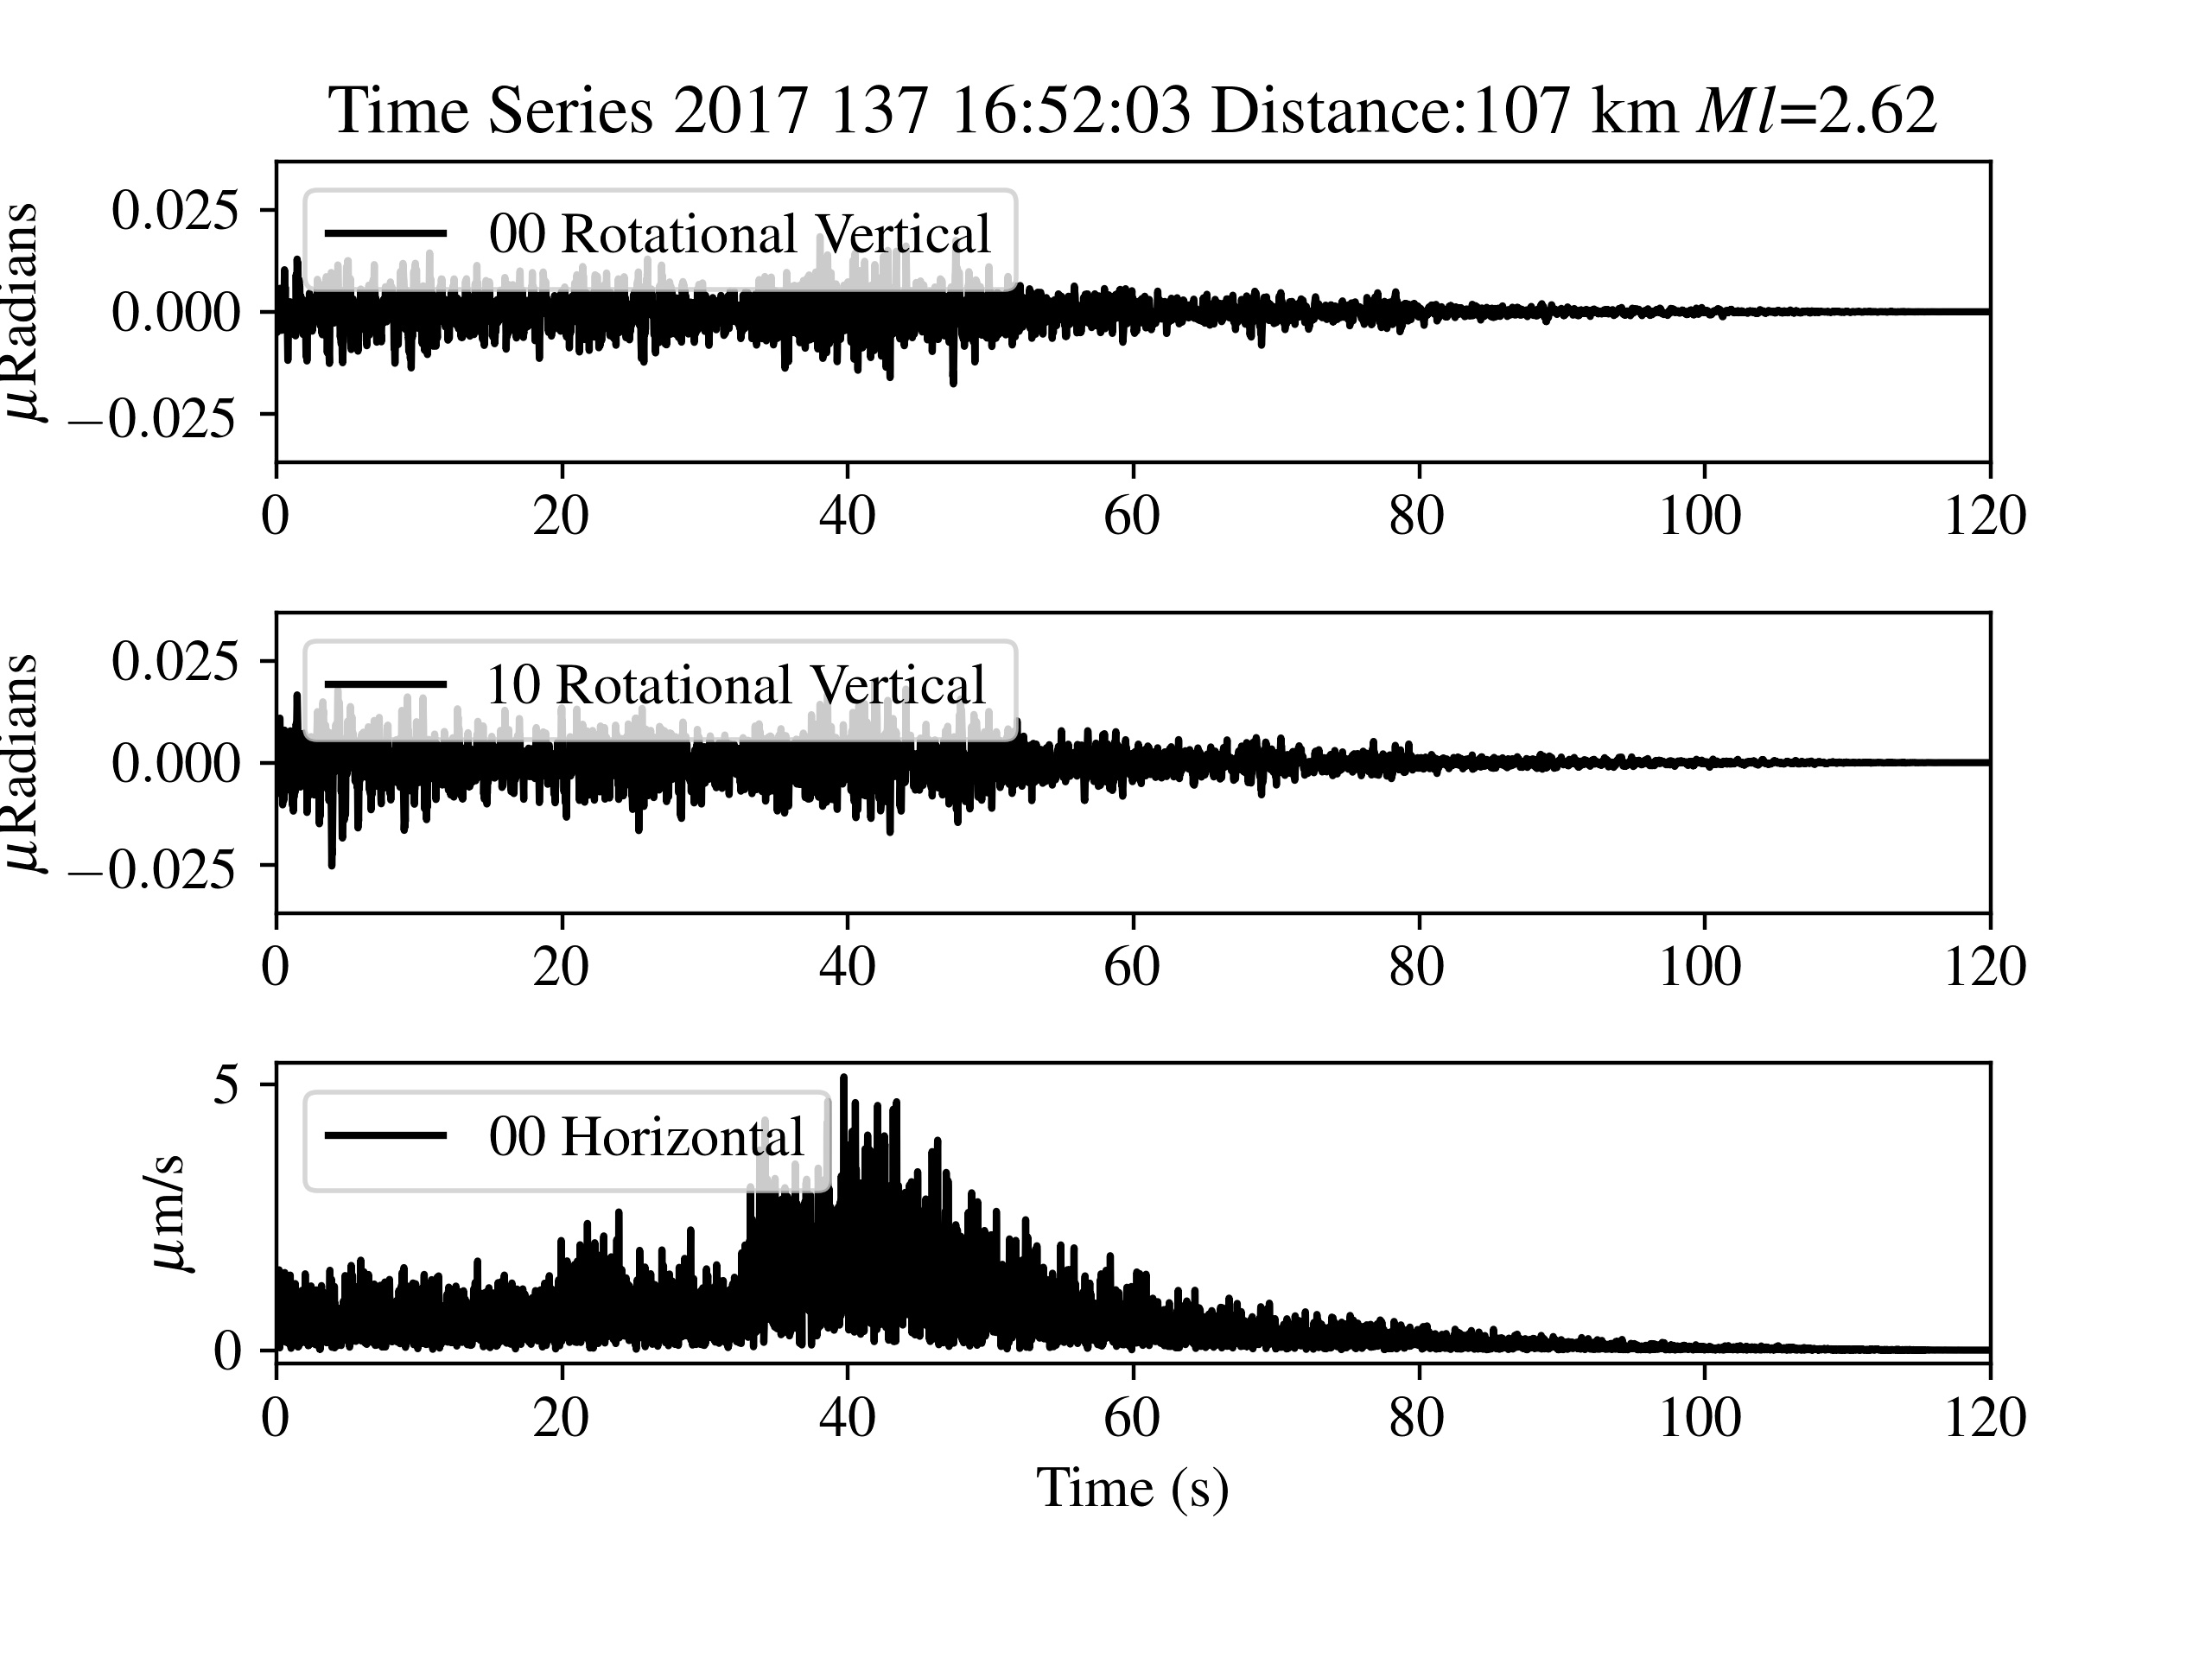 Time Series 2017 137 16:52:03 Distance:107 km Ml=2.62
μRadians
0.025
0.000
−0.025
00 Rotational Vertical
0 20 40 60 80 100 120
μRadians
0.025
0.000
−0.025
10 Rotational Vertical
0 20 40 60 80 100 120
μm/s
5
0
00 Horizontal
0 20 40 60 80 100 120
Time (s)